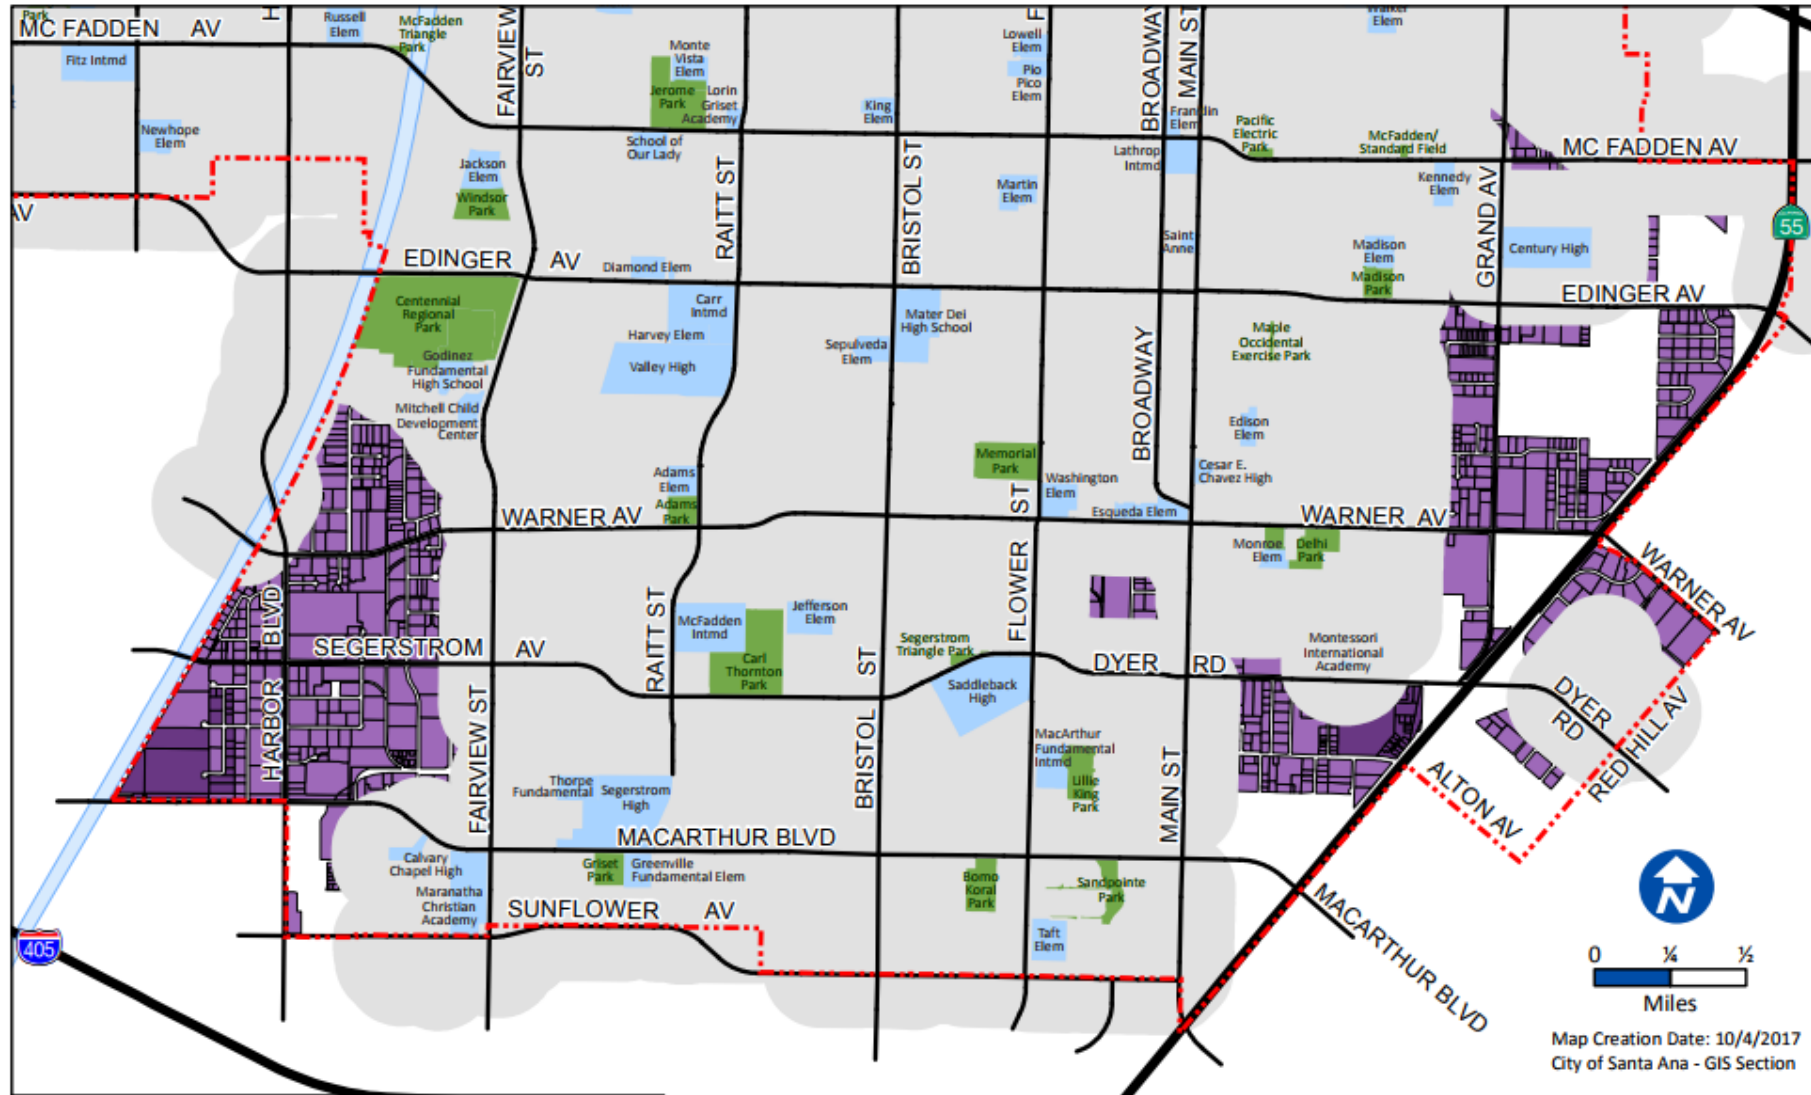 Park
MC FADDEN AV
H
Russell
Elem
McFadden
Triangle
Park
FAIRVIEW
ST
Monte
Vista
Elem
Lowell
Elem
F
BROADWAY
MAIN ST
Elem
Fitz Intmd
Jerome
Park
Lorin
Griset
Academy
King
Elem
Pio
Pico
Elem
Franklin
Elem
Pacific
Electric
Park
McFadden/
Standard Field
MC FADDEN AV
Newhope
Elem
School of
Our Lady
Lathrop
Intmd
Jackson
Elem
Windsor
Park
RAITT ST
BRISTOL ST
Martin
Elem
Kennedy
Elem
GRAND AV
AV
55
EDINGER AV
Diamond Elem
Saint
Anne
Madison
Elem
Madison
Park
Century High
EDINGER AV
Centennial
Regional
Park
Carr
Intmd
Harvey Elem
Mater Dei
High School
Sepulveda
Elem
Maple
Occidental
Exercise Park
Godinez
Fundamental
High School
Valley High
BROADWAY
Mitchell Child
Development
Center
Edison
Elem
Adams
Elem
Adams
Park
Memorial
Park
Washington
Elem
Cesar E.
Chavez High
Esqueda Elem
WARNER AV
ST
WARNER AV
Monroe
Elem
Delhi
Park
WARNER AV
HARBOR BLVD
RAITT ST
FLOWER
McFadden
Intmd
Jefferson
Elem
SEGERSTROM AV
Carl
Thornton
Park
Segerstrom
Triangle Park
ST
DYER RD
Montessori
International
Academy
Saddleback
High
DYER
RD
RED HILL AV
FAIRVIEW ST
BRISTOL
MacArthur
Fundamental
Intmd
Lillie
King
Park
MAIN ST
ALTON AV
Thorpe
Fundamental
Segerstrom
High
MACARTHUR BLVD
Calvary
Chapel High
Griset
Park
Greenville
Fundamental Elem
Maranatha
Christian
Academy
Bomo
Koral
Park
Sandpointe
Park
SUNFLOWER AV
Taft
Elem
MACARTHUR BLVD
405
N
0 ¼ ½
Miles
Map Creation Date: 10/4/2017
City of Santa Ana - GIS Section